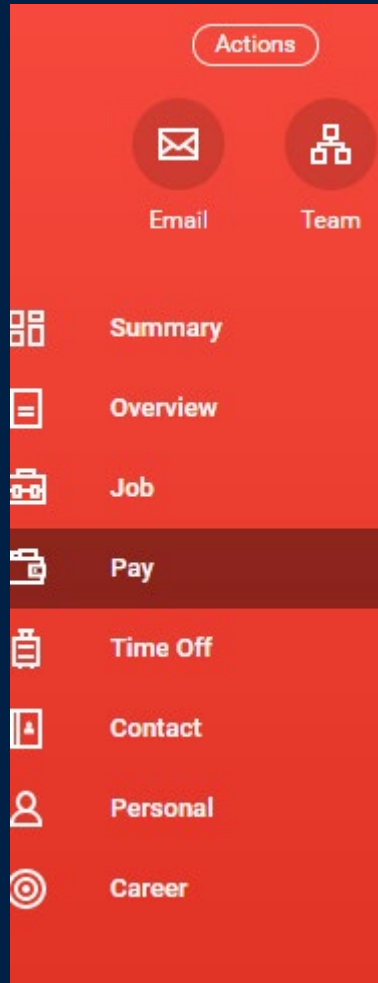 Actions
Email Team
Summary
Overview
Job
Pay
Time Off
Contact
Personal
Career